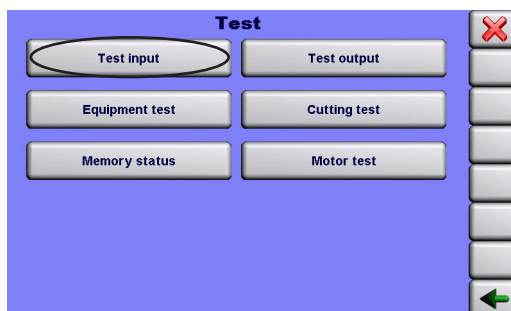 Test
Test input
Test output
Equipment test
Cutting test
Memory status
Motor test